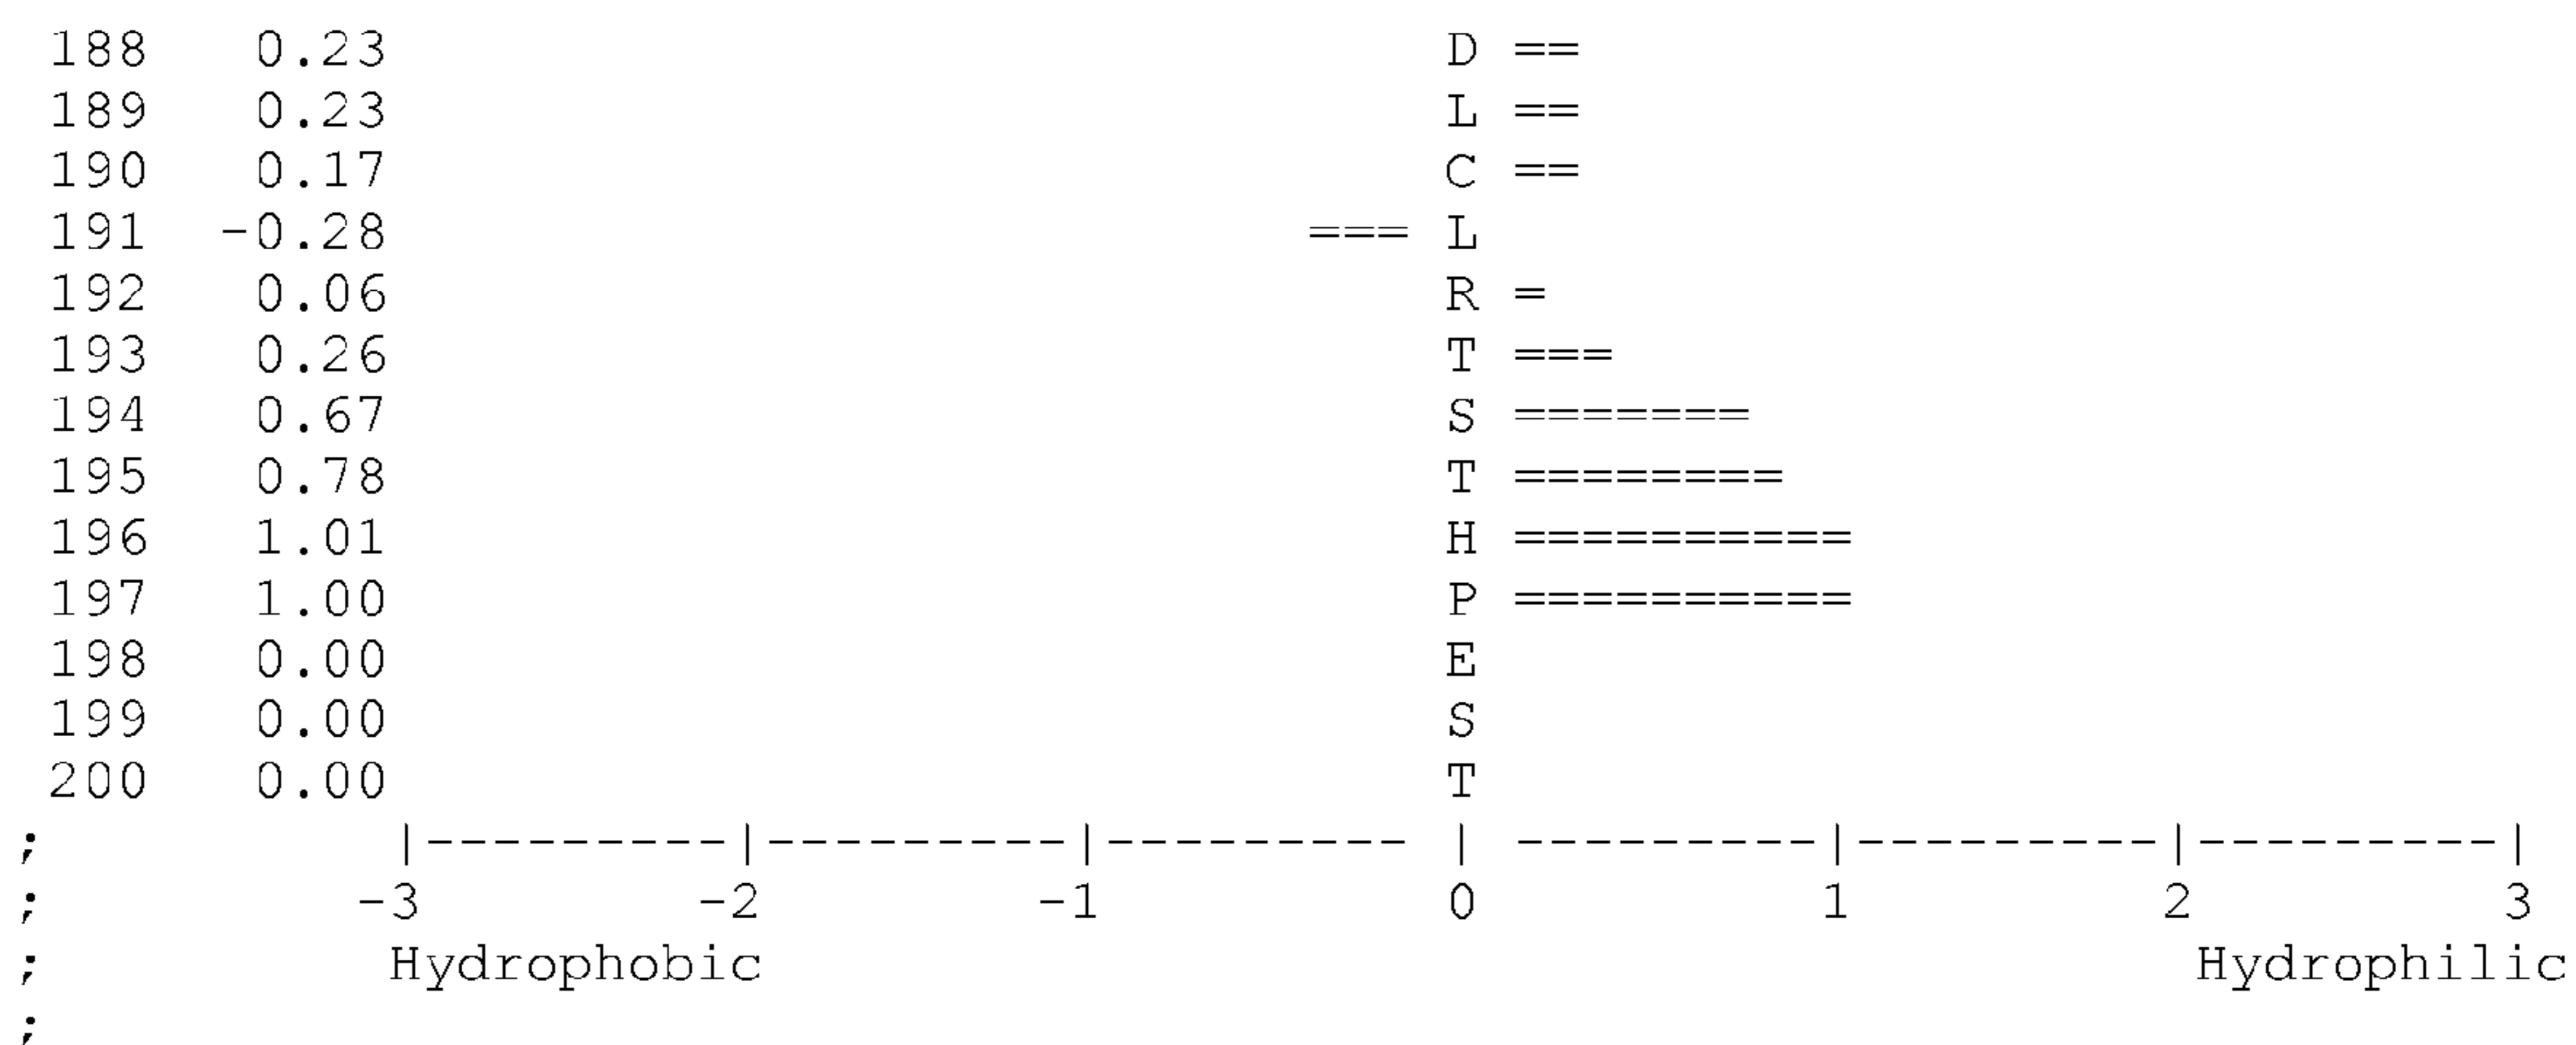 188   0.23                                D ==
189   0.23                                L ==
190   0.17                                C ==
191  -0.28                            === L
192   0.06                                R =
193   0.26                                T ===
194   0.67                                S =======
195   0.78                                T ========
196   1.01                                H ==========
197   1.00                                P ==========
198   0.00                                E
199   0.00                                S
200   0.00                                T
;           |---------|---------|--------- | ---------|---------|---------|
;          -3        -2        -1          0          1         2         3
;          Hydrophobic                                           Hydrophilic
;